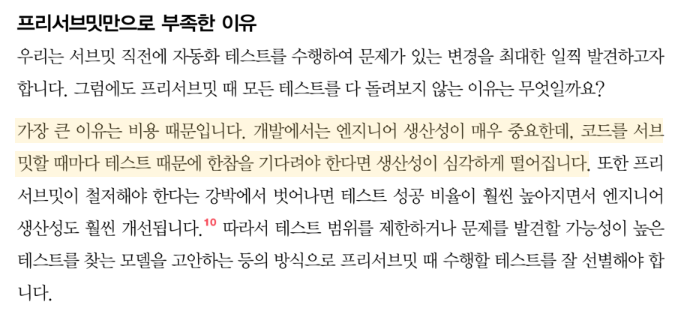 프리서브밋만으로 부족한 이유
우리는 서브밋 직전에 자동화 테스트를 수행하여 문제가 있는 변경을 최대한 일찍 발견하고자
합니다. 그럼에도 프리서브밋 때 모든 테스트를 다 돌려보지 않는 이유는 무엇일까요?
가장 큰 이유는 비용 때문입니다. 개발에서는 엔지니어 생산성이 매우 중요한데, 코드를 서브
밋할 때마다 테스트 때문에 한참을 기다려야 한다면 생산성이 심각하게 떨어집니다. 또한 프리
서브밋이 철저해야 한다는 강박에서 벗어나면 테스트 성공 비율이 훨씬 높아지면서 엔지니어
생산성도 훨씬 개선됩니다.10 따라서 테스트 범위를 제한하거나 문제를 발견할 가능성이 높은
테스트를 찾는 모델을 고안하는 등의 방식으로 프리서브밋 때 수행할 테스트를 잘 선별해야 합
니다.